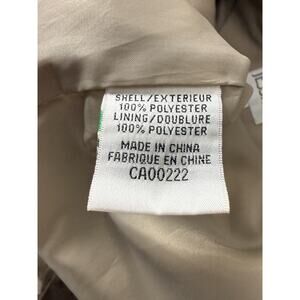 SHELL/EXTERIEUR
100% POLYESTER
LINING/DOUBLURE
100% POLYESTER
MADE IN CHINA
FABRIQUE EN CHINE
CA00222